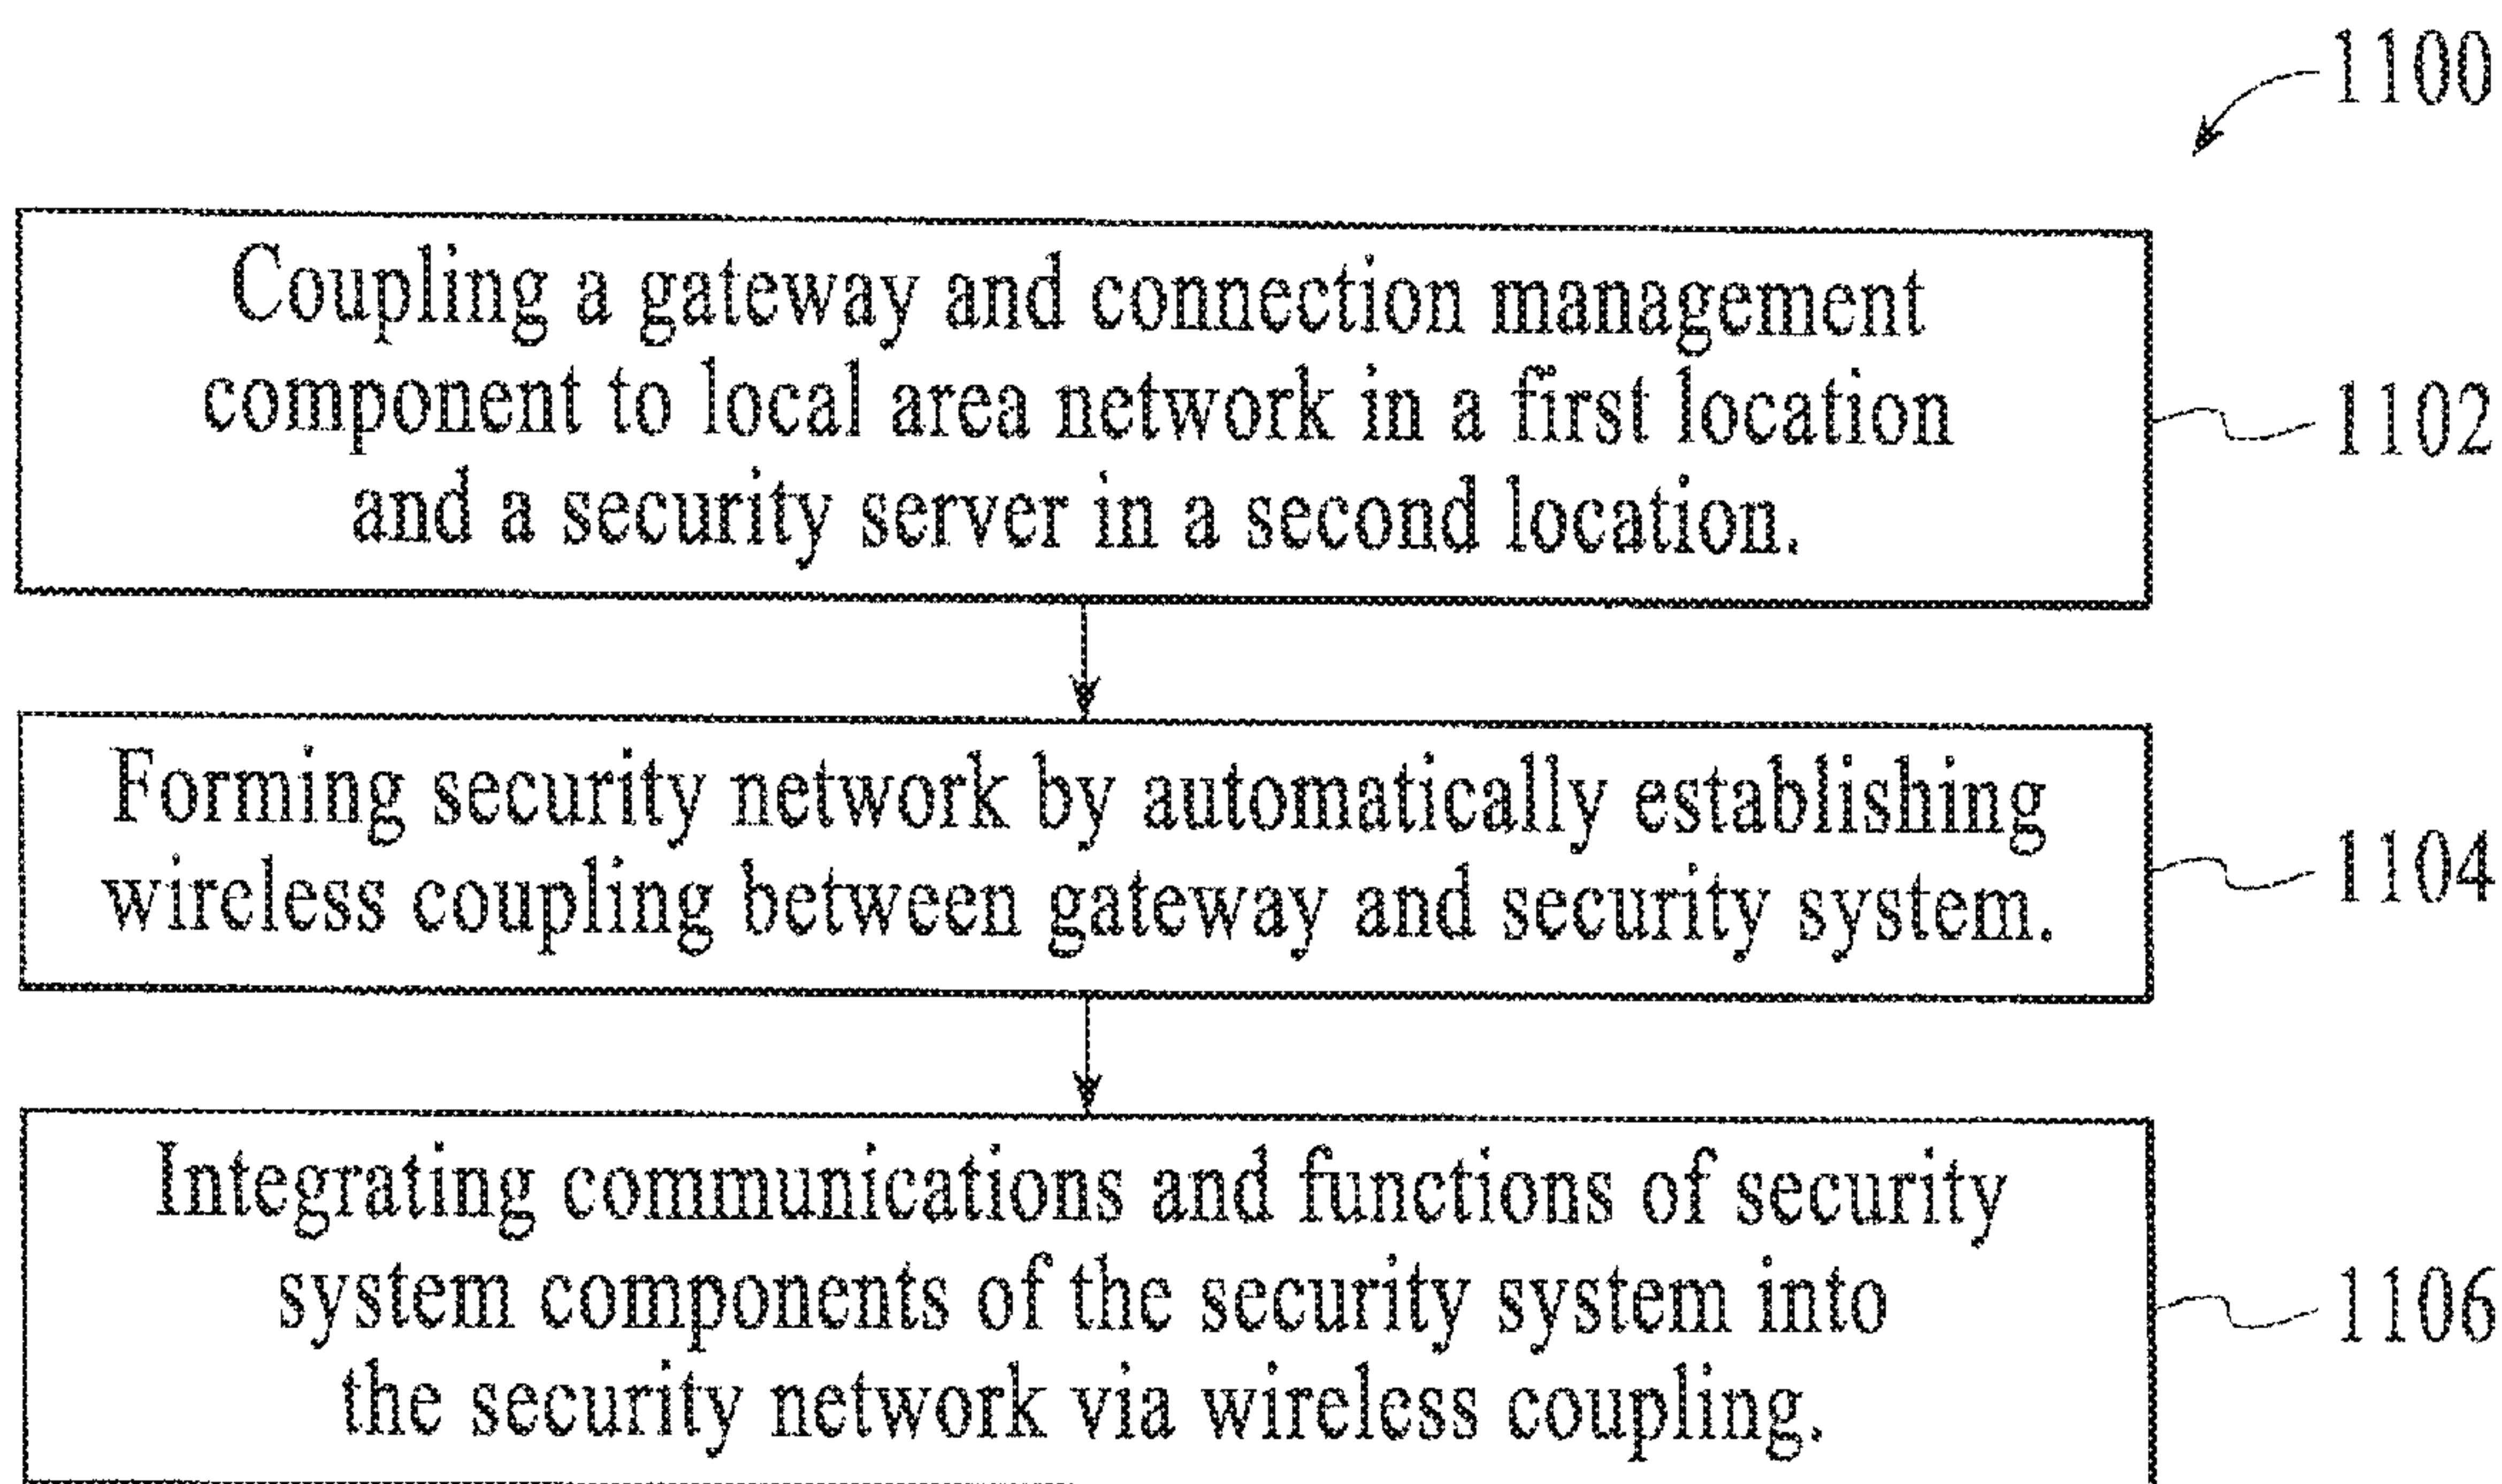 1100
Coupling a gateway and connection management
component to local area network in a first location
and a security server in a second location.
1102
Forming security network by automatically establishing
wireless coupling between gateway and security system.
1104
Integrating communications and functions of security
system components of the security system into
the security network via wireless coupling.
1106